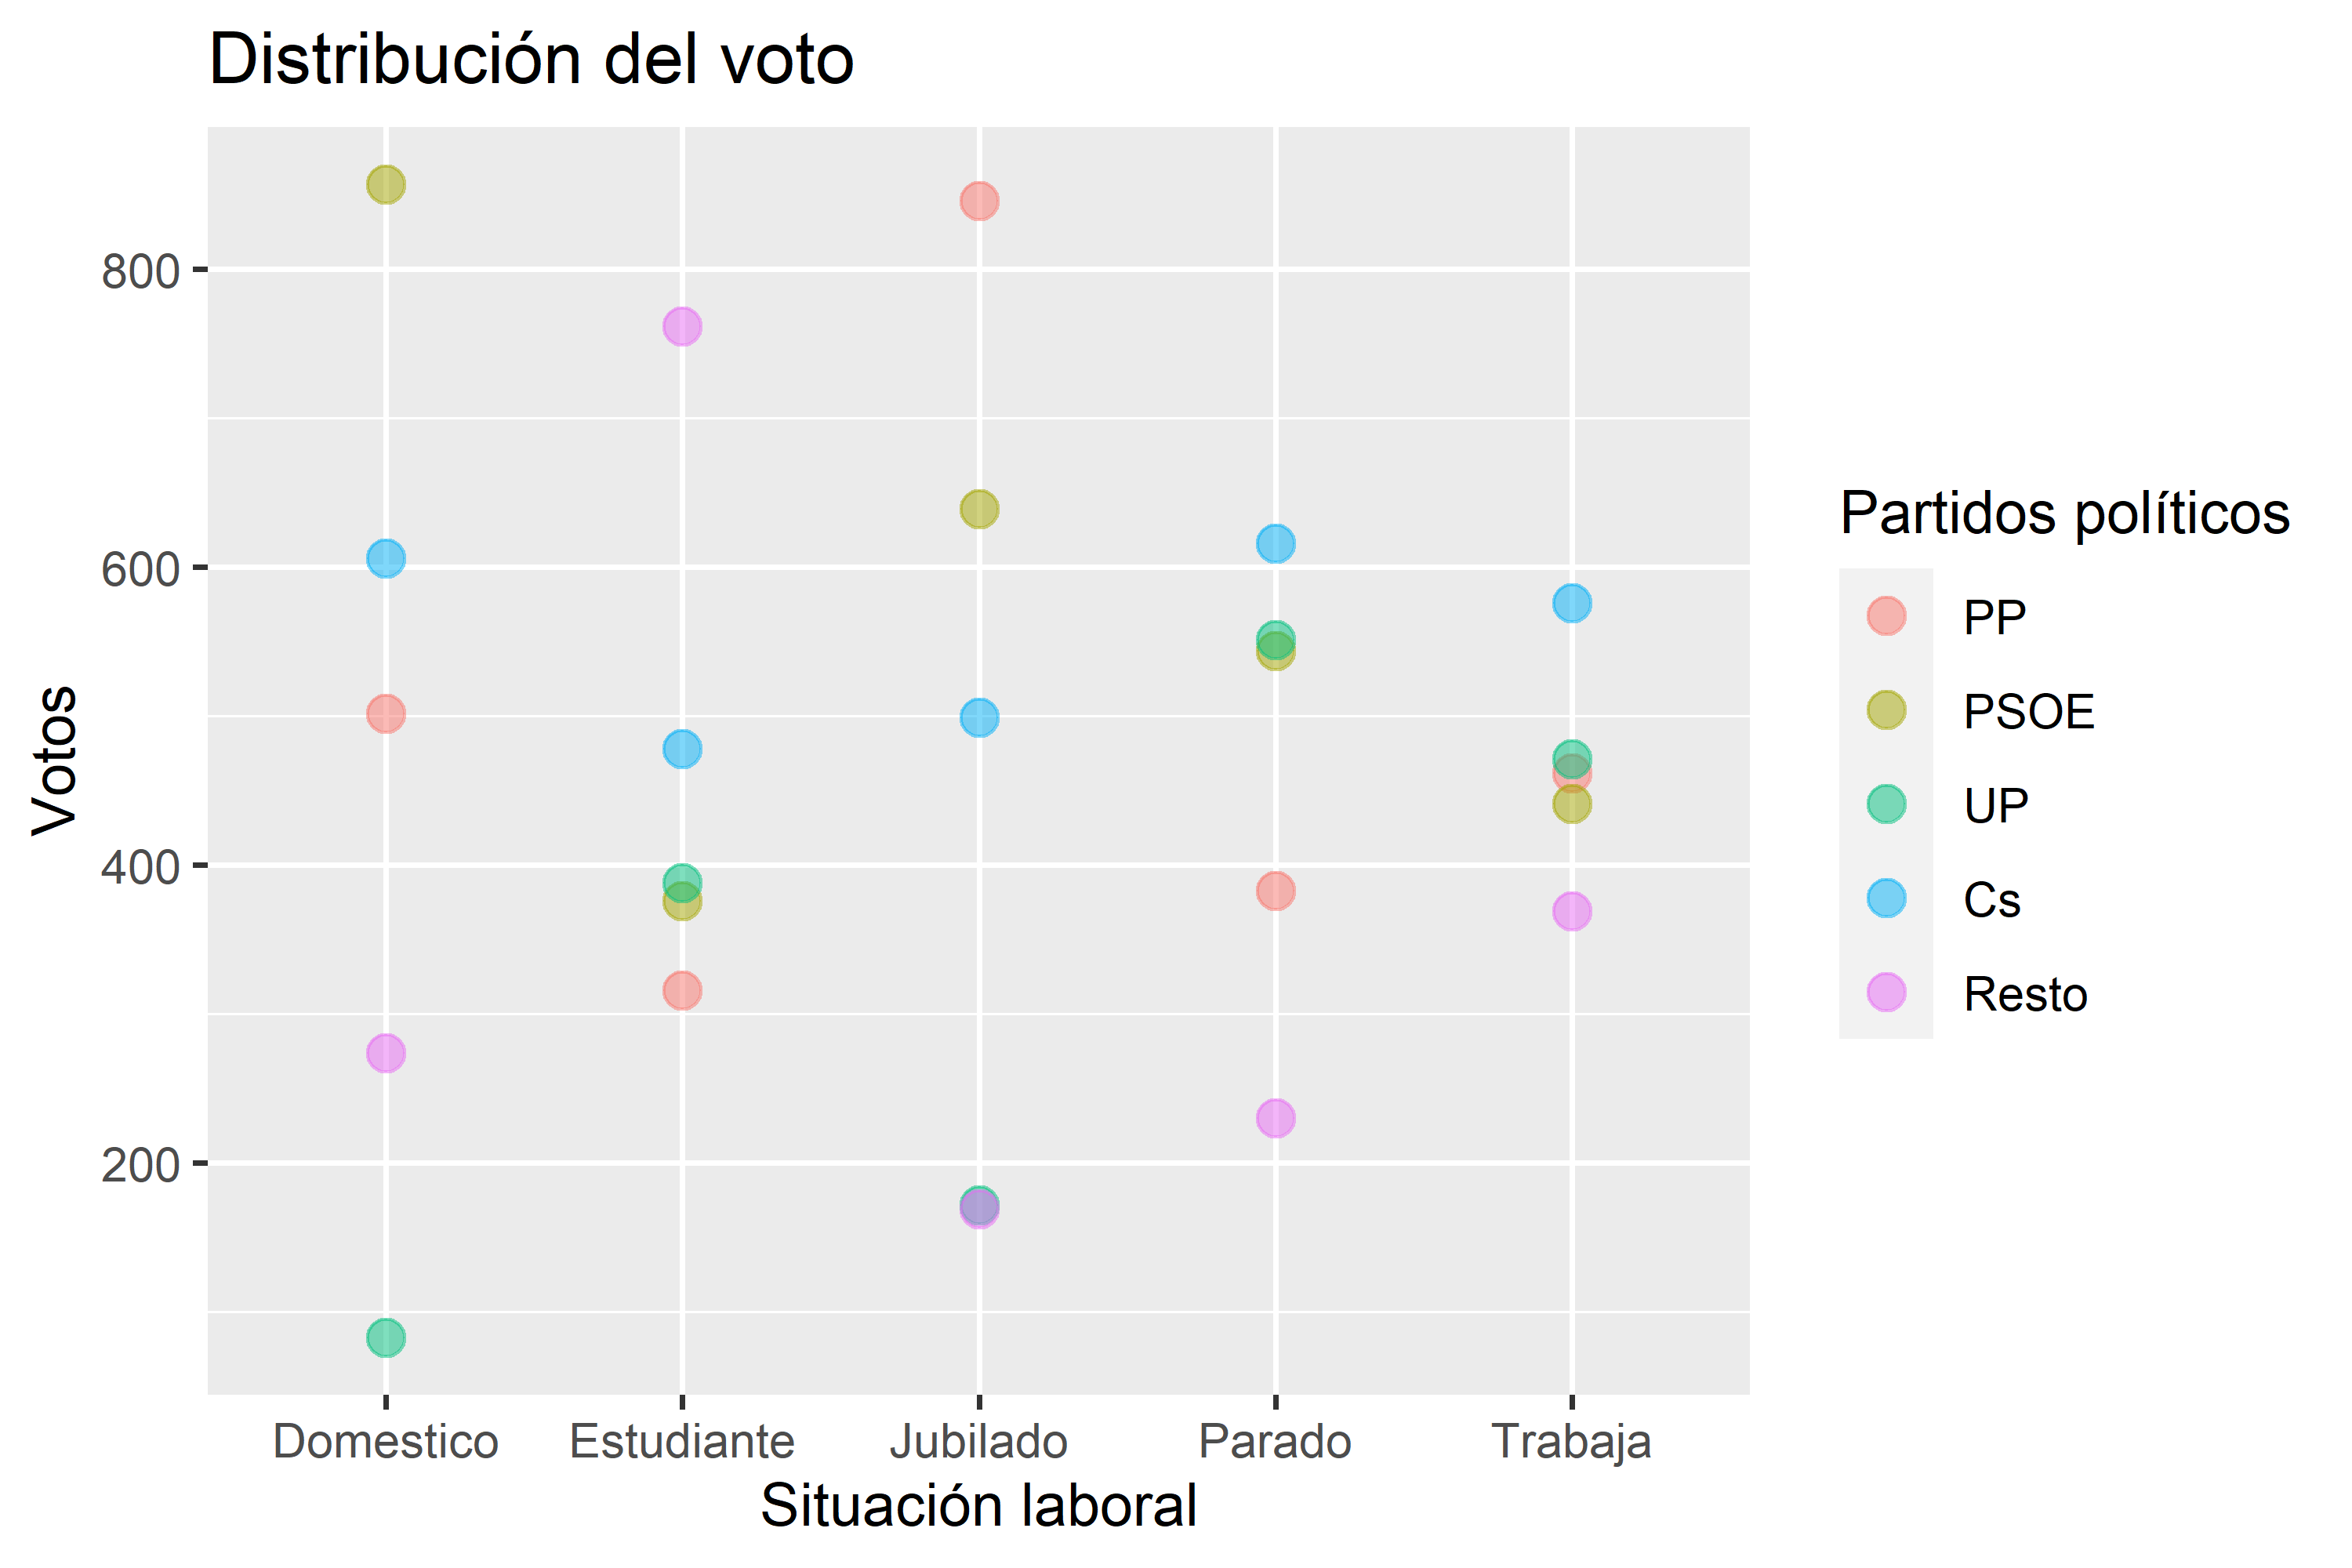 Distribución del voto
Votos
800
600
400
200
Domestico
Estudiante
Jubilado
Parado
Trabaja
Situación laboral
Partidos políticos
PP
PSOE
UP
Cs
Resto